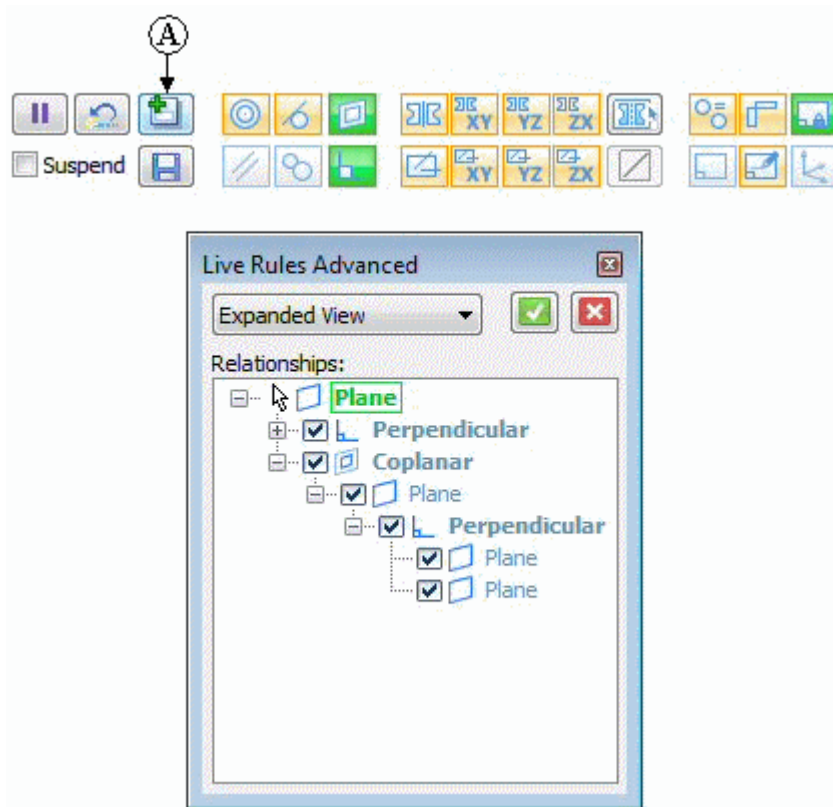 A
XY YZ ZX
Suspend
XY YZ ZX
Live Rules Advanced
Expanded View
Relationships:
Plane
Perpendicular
Coplanar
Plane
Perpendicular
Plane
Plane